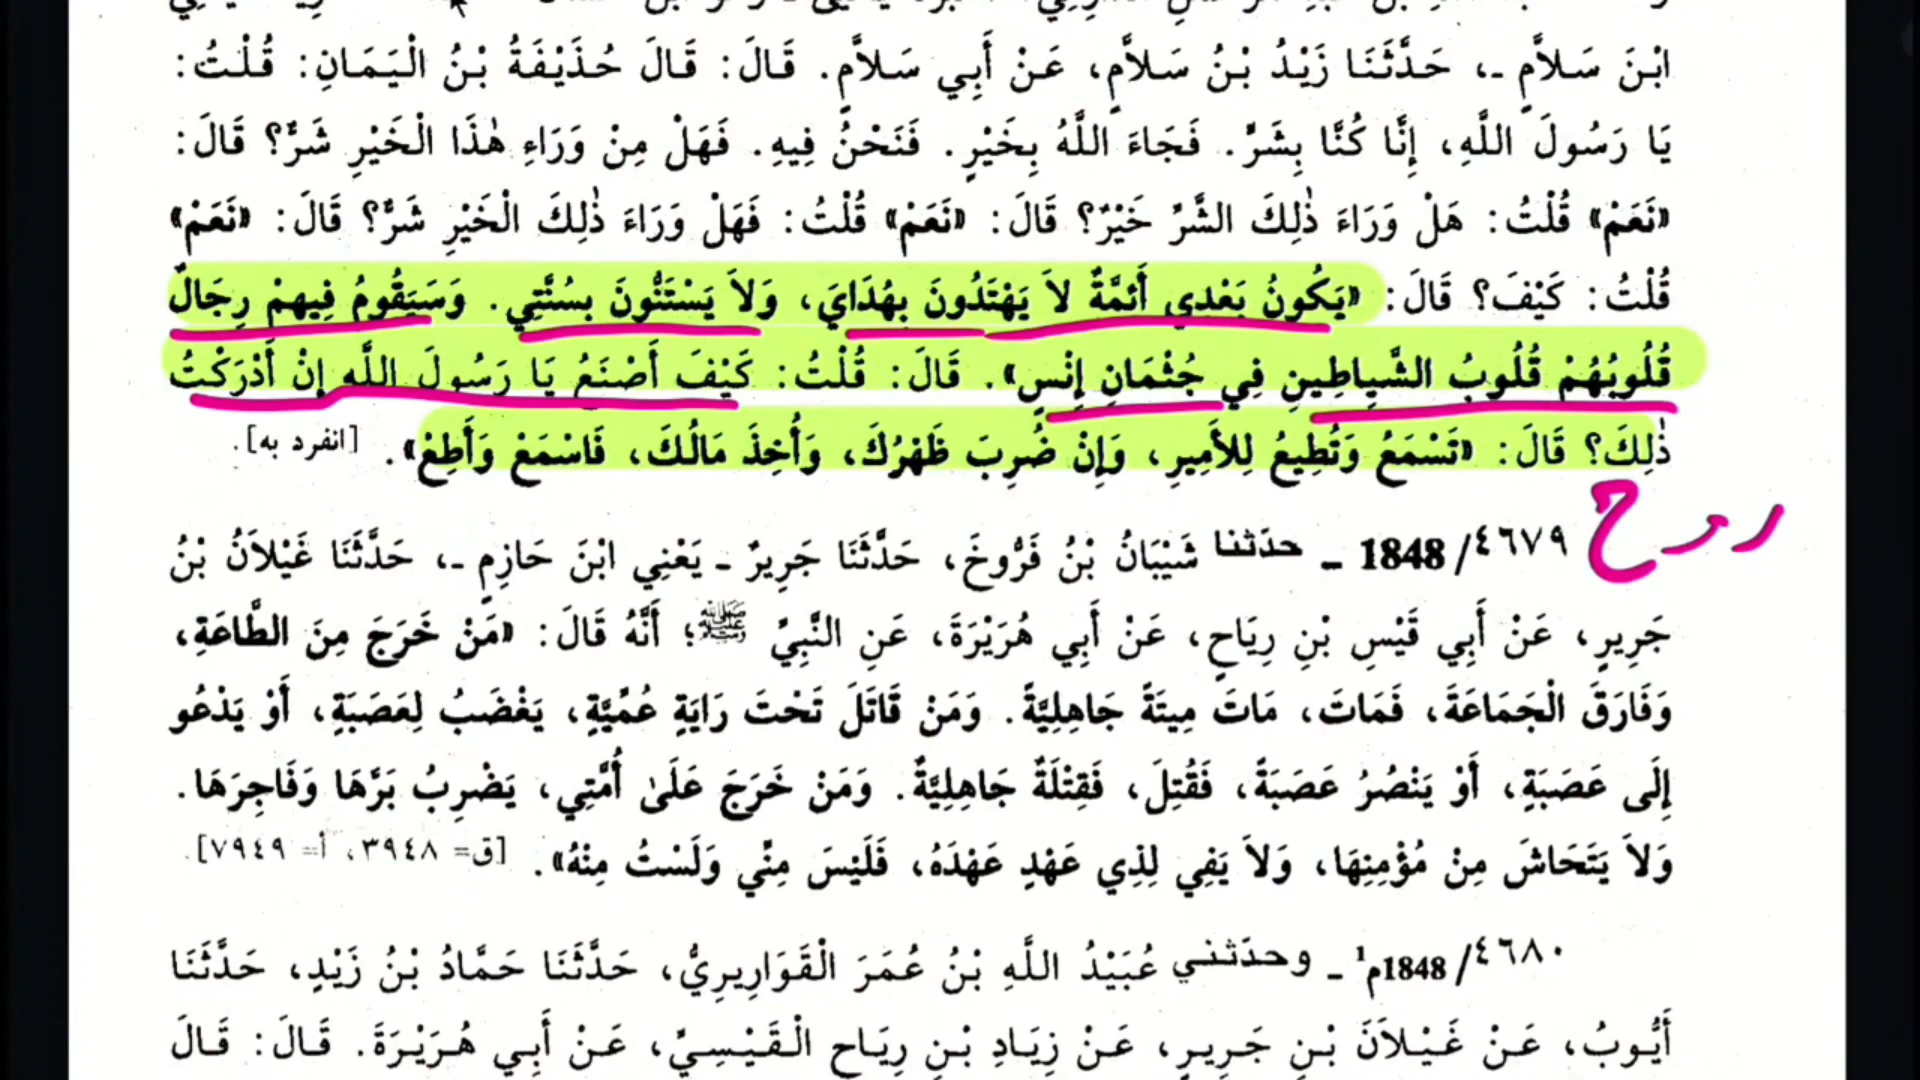 ابْنَ سَلاَّمٍ ـ، حَدَّثَنَا زَيْدُ بْنُ سَلاَّمٍ، عَنْ أَبِي سَلاَّمٍ. قَالَ: قَالَ حُذَيْفَةُ بْنُ الْيَمَانِ: قُلْتُ:
يَا رَسُولَ اللَّهِ، إِنَّا كُنَّا بِشَرٍّ. فَجَاءَ اللَّهُ بِخَيْرٍ. فَنَحْنُ فِيهِ. فَهَلْ مِنْ وَرَاءِ هٰذَا الْخَيْرِ شَرٌّ؟ قَالَ:
«نَعَمْ» قُلْتُ: هَلْ وَرَاءَ ذٰلِكَ الشَّرِّ خَيْرٌ؟ قَالَ: «نَعَمْ» قُلْتُ: فَهَلْ وَرَاءَ ذٰلِكَ الْخَيْرِ شَرٌّ؟ قَالَ: «نَعَمْ»
قُلْتُ: كَيْفَ؟ قَالَ: «يَكُونُ بَعْدِي أَئِمَّةٌ لاَ يَهْتَدُونَ بِهُدَايَ، وَلاَ يَسْتَنُّونَ بِسُنَّتِي. وَسَيَقُومُ فِيهِمْ رِجَالٌ
قُلُوبُهُمْ قُلُوبُ الشَّيَاطِينِ فِي جُثْمَانِ إِنْسٍ». قَالَ: قُلْتُ: كَيْفَ أَصْنَعُ يَا رَسُولَ اللَّهِ إِنْ أَدْرَكْتُ
ذٰلِكَ؟ قَالَ: «تَسْمَعُ وَتُطِيعُ لِلأَمِيرِ، وَإِنْ ضُرِبَ ظَهْرُكَ، وَأُخِذَ مَالُكَ، فَاسْمَعْ وَأَطِعْ». [انفرد به].
٤٦٧٩/ 1848 ـ حدّثنا شَيْبَانُ بْنُ فَرُّوخَ، حَدَّثَنَا جَرِيرٌ ـ يَعْنِي ابْنَ حَازِمٍ ـ، حَدَّثَنَا غَيْلاَنُ بْنُ
جَرِيرٍ، عَنْ أَبِي قَيْسِ بْنِ رِيَاحٍ، عَنْ أَبِي هُرَيْرَةَ، عَنِ النَّبِيِّ ﷺ؛ أَنَّهُ قَالَ: «مَنْ خَرَجَ مِنَ الطَّاعَةِ،
وَفَارَقَ الْجَمَاعَةَ، فَمَاتَ، مَاتَ مِيتَةً جَاهِلِيَّةً. وَمَنْ قَاتَلَ تَحْتَ رَايَةٍ عُمِّيَّةٍ، يَغْضَبُ لِعَصَبَةٍ، أَوْ يَدْعُو
إِلَى عَصَبَةٍ، أَوْ يَنْصُرُ عَصَبَةً، فَقُتِلَ، فَقِتْلَةٌ جَاهِلِيَّةٌ. وَمَنْ خَرَجَ عَلَىٰ أُمَّتِي، يَضْرِبُ بَرَّهَا وَفَاجِرَهَا.
وَلاَ يَتَحَاشَ مِنْ مُؤْمِنِهَا، وَلاَ يَفِي لِذِي عَهْدٍ عَهْدَهُ، فَلَيْسَ مِنِّي وَلَسْتُ مِنْهُ». [ق= ٣٩٤٨، أ= ٧٩٤٩].
٤٦٨٠/ 1848م¹ ـ وحدّثني عُبَيْدُ اللَّهِ بْنُ عُمَرَ الْقَوَارِيرِيُّ، حَدَّثَنَا حَمَّادُ بْنُ زَيْدٍ، حَدَّثَنَا
أَيُّوبُ، عَنْ غَيْلاَنَ بْنِ جَرِيرٍ، عَنْ زِيَادِ بْنِ رِيَاحٍ الْقَيْسِيِّ، عَنْ أَبِي هُرَيْرَةَ. قَالَ: قَالَ